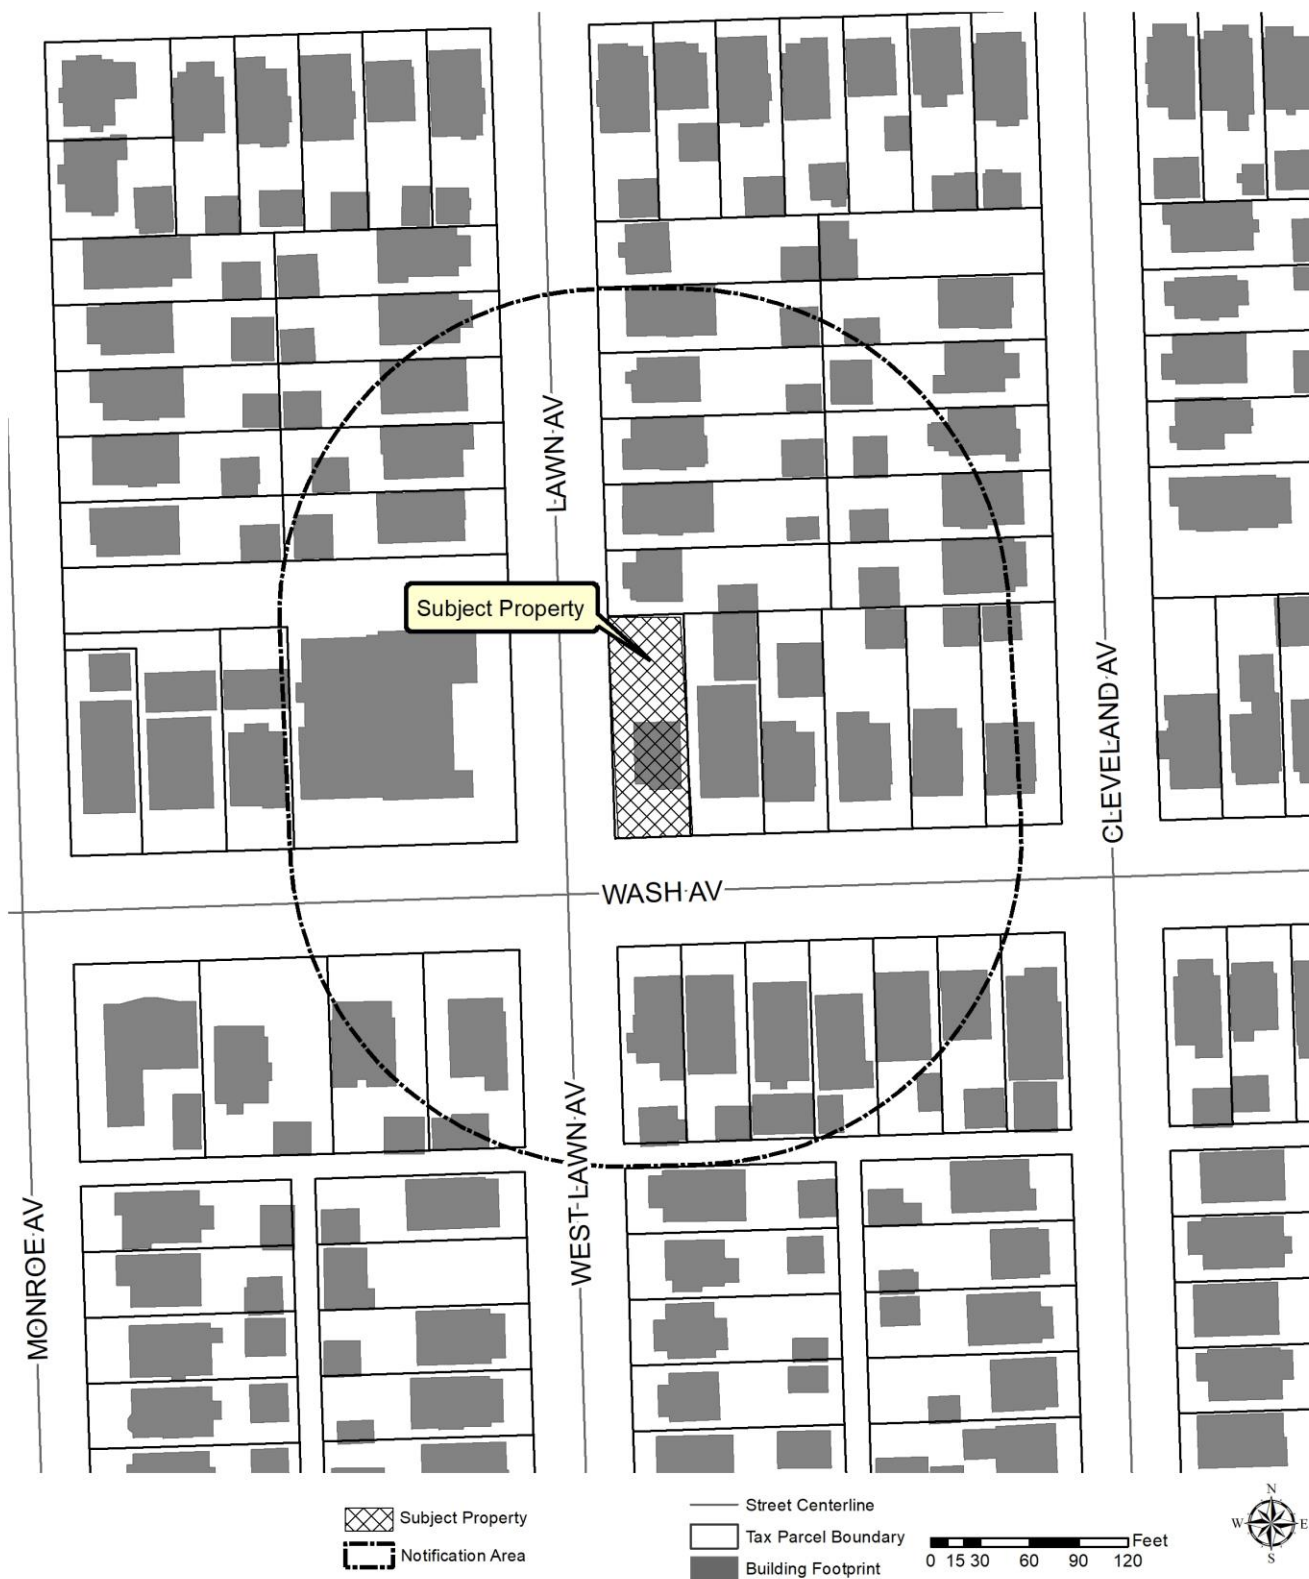 LAWN AV
Subject Property
CLEVELAND AV
WASH AV
WEST LAWN AV
MONROE AV
Subject Property
Notification Area
Street Centerline
Tax Parcel Boundary
Building Footprint
Feet
0 15 30 60 90 120
N
W E
S